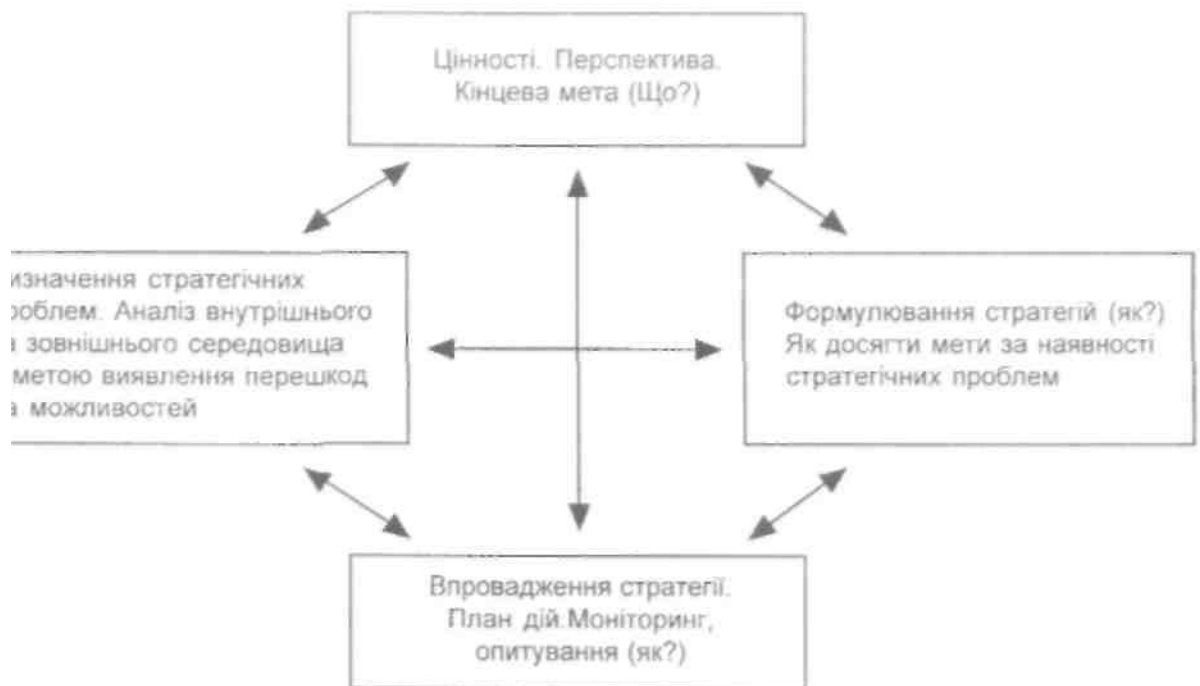 Цінності. Перспектива.
Кінцева мета (Що?)
изначення стратегічних
роблем. Аналіз внутрішнього
а зовнішнього середовища
метою виявлення перешкод
а можливостей
Формулювання стратегій (як?)
Як досягти мети за наявності
стратегічних проблем
Впровадження стратегії.
План дій.Моніторинг,
опитування (як?)